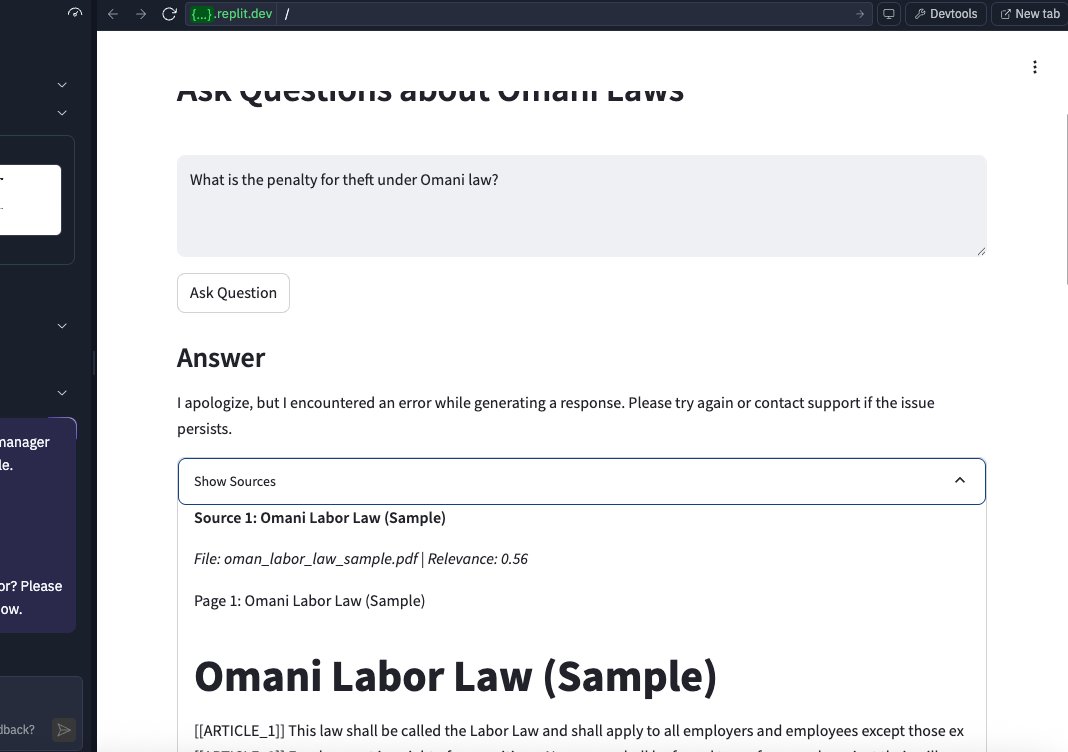 {...}.replit.dev /
Devtools
New tab
Ask Questions about Omani Laws
What is the penalty for theft under Omani law?
Ask Question
Answer
I apologize, but I encountered an error while generating a response. Please try again or contact support if the issue
persists.
Show Sources
Source 1: Omani Labor Law (Sample)
File: oman_labor_law_sample.pdf | Relevance: 0.56
Page 1: Omani Labor Law (Sample)
Omani Labor Law (Sample)
[[ARTICLE_1]] This law shall be called the Labor Law and shall apply to all employers and employees except those ex
manager
le.
or? Please
ow.
dback?